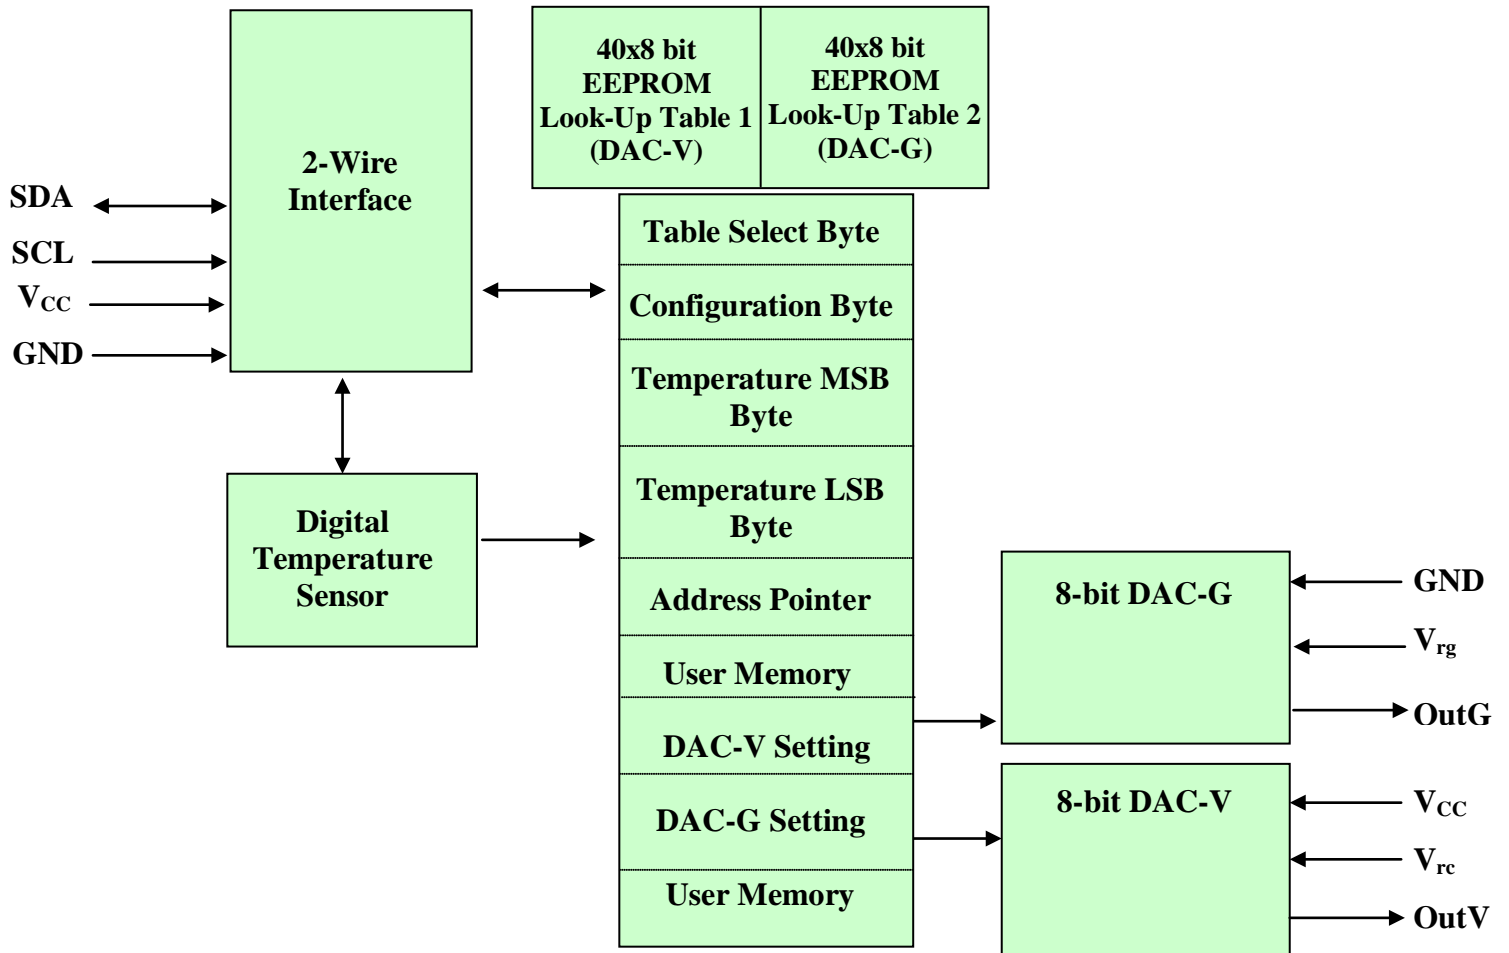 SDA
SCL
VCC
GND
2-Wire
Interface
Digital
Temperature
Sensor
40x8 bit
EEPROM
Look-Up Table 1
(DAC-V)
40x8 bit
EEPROM
Look-Up Table 2
(DAC-G)
Table Select Byte
Configuration Byte
Temperature MSB
Byte
Temperature LSB
Byte
Address Pointer
User Memory
DAC-V Setting
DAC-G Setting
User Memory
8-bit DAC-G
GND
Vrg
OutG
8-bit DAC-V
VCC
Vrc
OutV